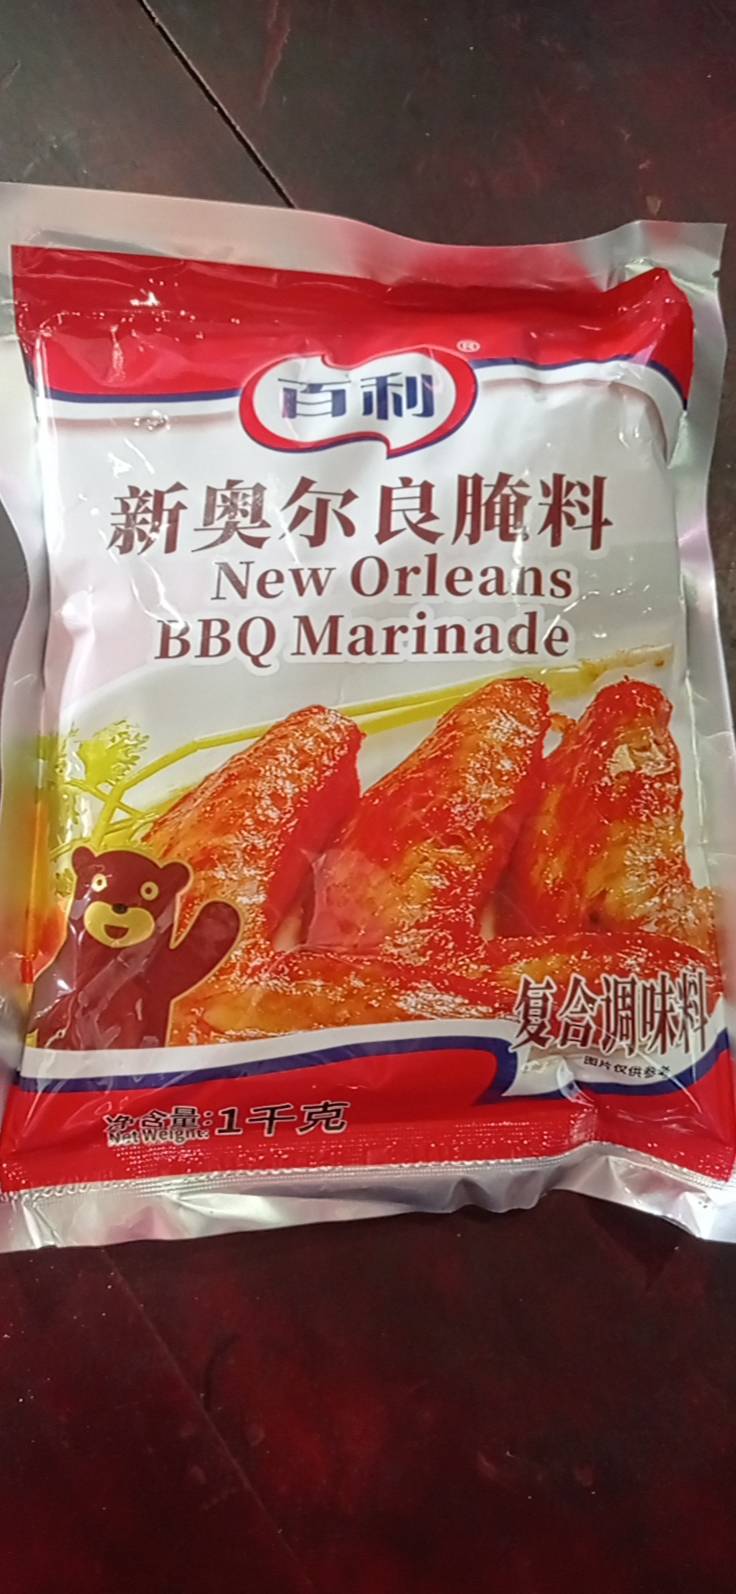 百利®
新奥尔良腌料
New Orleans
BBQ Marinade
复合调味料
图片仅供参考
净含量:1千克
Net Weight: